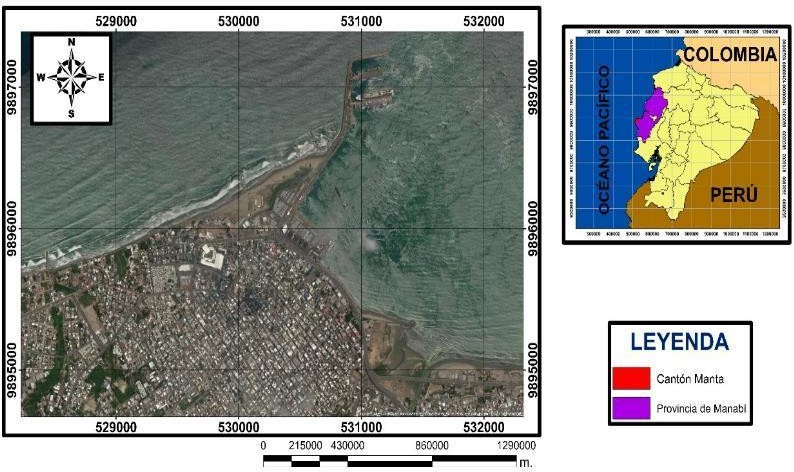 529000 530000 531000 532000
N
W E
S
9897000 9897000
9896000 9896000
9895000 9895000
529000 530000 531000 532000
0 215000 430000 860000 1290000
m.
COLOMBIA
OCÉANO PACÍFICO
PERÚ
LEYENDA
Cantón Manta
Provincia de Manabí